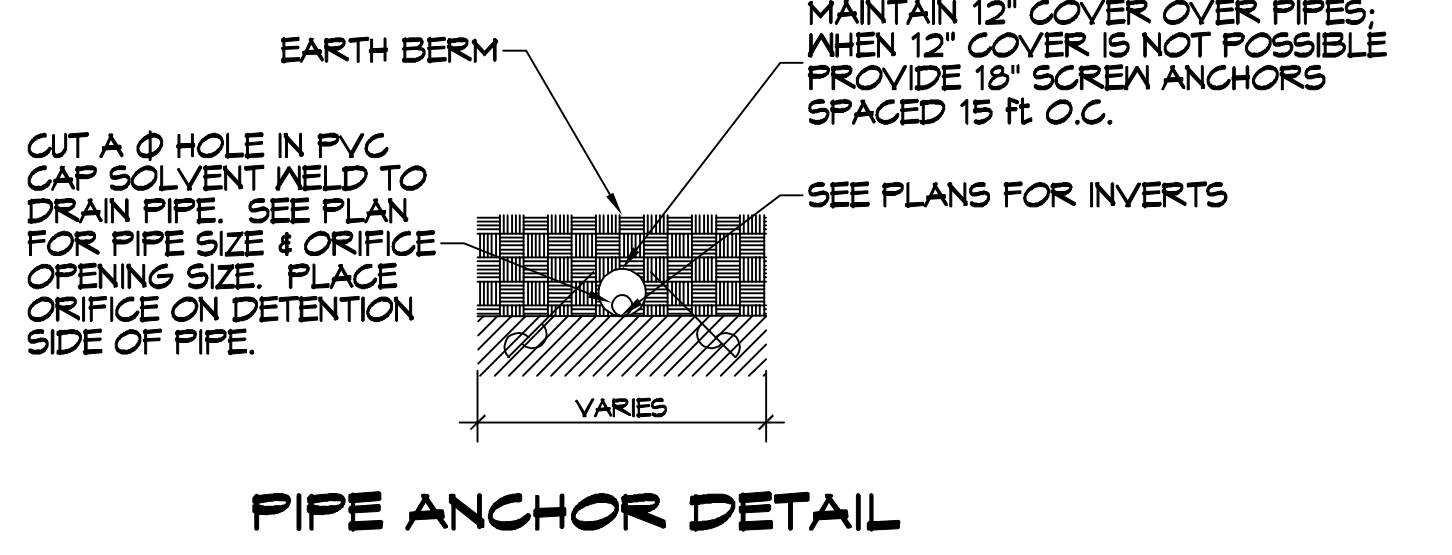 MAINTAIN 12" COVER OVER PIPES;
WHEN 12" COVER IS NOT POSSIBLE
PROVIDE 18" SCREW ANCHORS
SPACED 15 ft O.C.
EARTH BERM
CUT A Φ HOLE IN PVC
CAP SOLVENT WELD TO
DRAIN PIPE. SEE PLAN
FOR PIPE SIZE & ORIFICE
OPENING SIZE. PLACE
ORIFICE ON DETENTION
SIDE OF PIPE.
SEE PLANS FOR INVERTS
VARIES
PIPE ANCHOR DETAIL